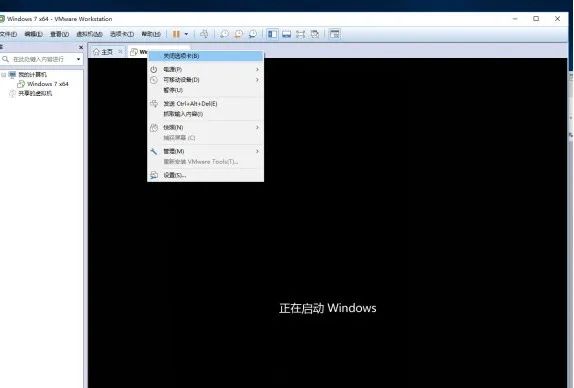 Windows 7 x64 - VMware Workstation
文件(F) 编辑(E) 查看(V) 虚拟机(M) 选项卡(T) 帮助(H)
在此处键入内容进行
我的计算机
Windows 7 x64
共享的虚拟机
主页
关闭选项卡(B)
电源(P)
可移动设备(D)
暂停(U)
发送 Ctrl+Alt+Del(E)
抓取输入内容(I)
快照(N)
捕获屏幕 (C)
管理(M)
重新安装 VMware Tools(T)...
设置(S)...
正在启动 Windows